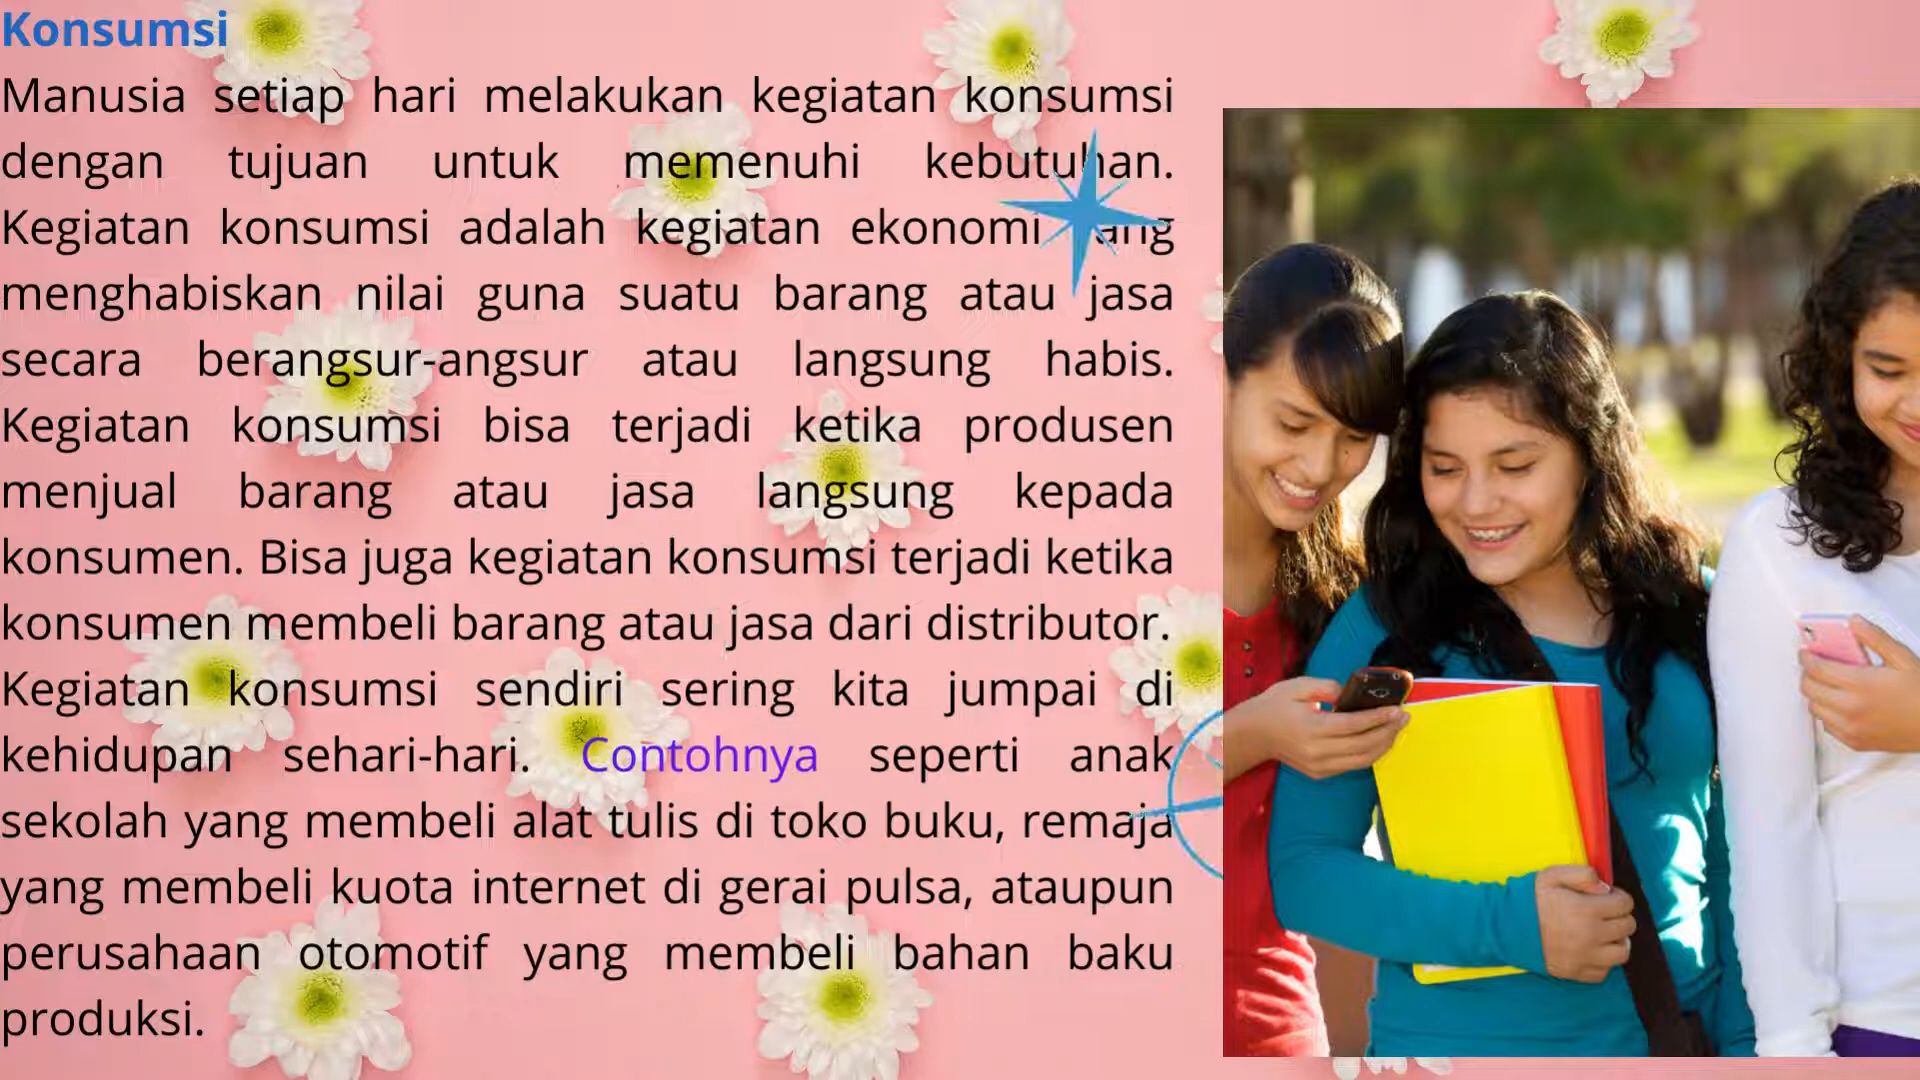 Konsumsi
Manusia setiap hari melakukan kegiatan konsumsi
dengan tujuan untuk memenuhi kebutuhan.
Kegiatan konsumsi adalah kegiatan ekonomi yang
menghabiskan nilai guna suatu barang atau jasa
secara berangsur-angsur atau langsung habis.
Kegiatan konsumsi bisa terjadi ketika produsen
menjual barang atau jasa langsung kepada
konsumen. Bisa juga kegiatan konsumsi terjadi ketika
konsumen membeli barang atau jasa dari distributor.
Kegiatan konsumsi sendiri sering kita jumpai di
kehidupan sehari-hari. Contohnya seperti anak
sekolah yang membeli alat tulis di toko buku, remaja
yang membeli kuota internet di gerai pulsa, ataupun
perusahaan otomotif yang membeli bahan baku
produksi.